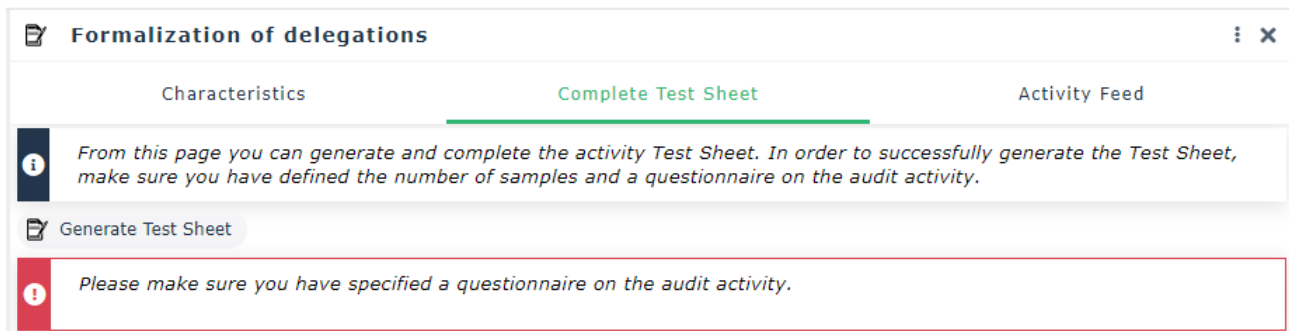 Formalization of delegations
Characteristics
Complete Test Sheet
Activity Feed
From this page you can generate and complete the activity Test Sheet. In order to successfully generate the Test Sheet,
make sure you have defined the number of samples and a questionnaire on the audit activity.
Generate Test Sheet
Please make sure you have specified a questionnaire on the audit activity.